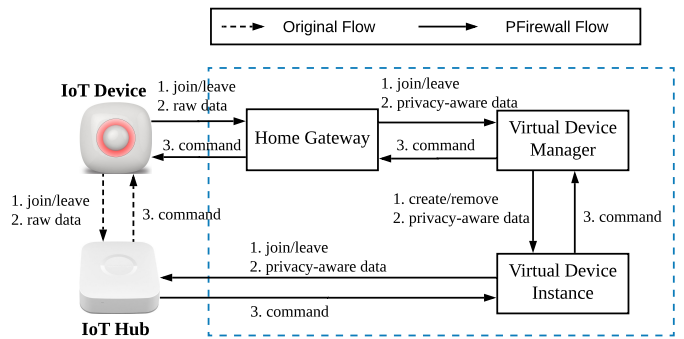 Original Flow
PFirewall Flow
IoT Device
1. join/leave
2. raw data
1. join/leave
2. privacy-aware data
Home Gateway
Virtual Device
Manager
3. command
3. command
1. join/leave
2. raw data
3. command
1. create/remove
2. privacy-aware data
3. command
1. join/leave
2. privacy-aware data
Virtual Device
Instance
3. command
IoT Hub